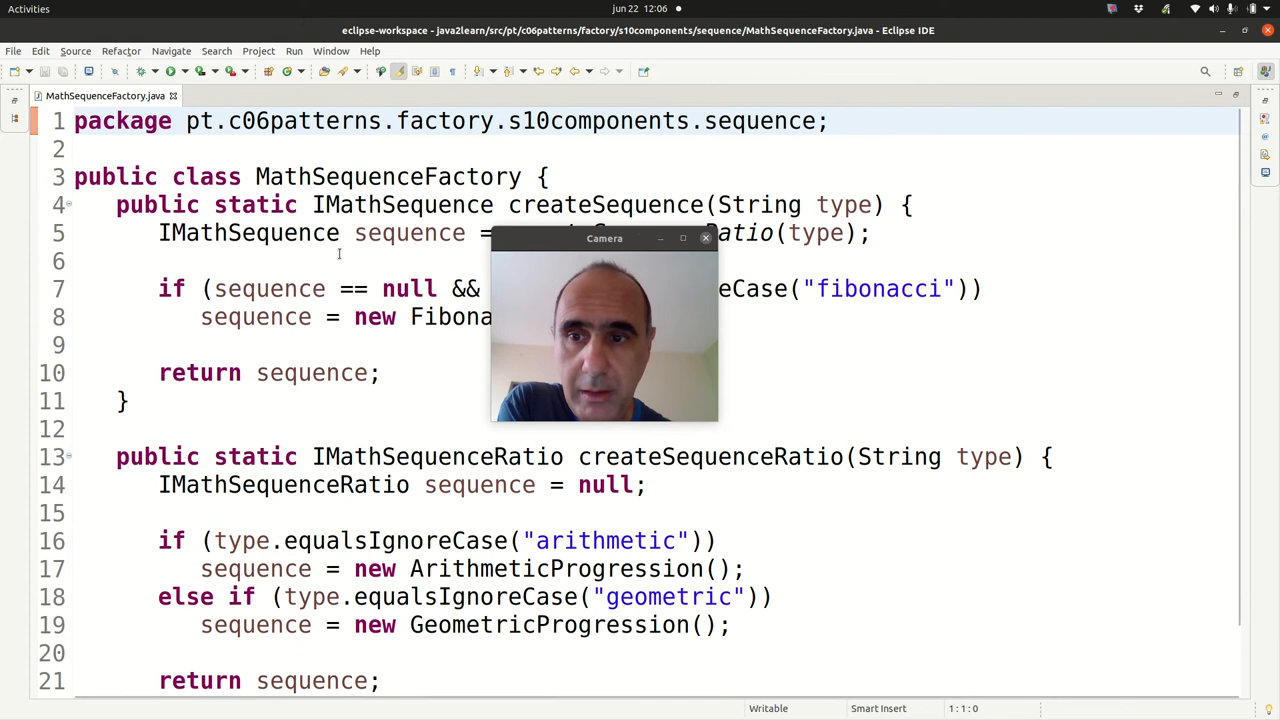 Activities
jun 22 12:06
eclipse-workspace - java2learn/src/pt/c06patterns/factory/s10components/sequence/MathSequenceFactory.java - Eclipse IDE
File Edit Source Refactor Navigate Search Project Run Window Help
MathSequenceFactory.java
1 package pt.c06patterns.factory.s10components.sequence;
2
3 public class MathSequenceFactory {
4 public static IMathSequence createSequence(String type) {
5 IMathSequence sequence = (type);
6
7 if (sequence == null && ("fibonacci"))
8 sequence = new
9
10 return sequence;
11 }
12
13 public static IMathSequenceRatio createSequenceRatio(String type) {
14 IMathSequenceRatio sequence = null;
15
16 if (type.equalsIgnoreCase("arithmetic"))
17 sequence = new ArithmeticProgression();
18 else if (type.equalsIgnoreCase("geometric"))
19 sequence = new GeometricProgression();
20
21 return sequence;
Camera
Writable Smart Insert 1:1:0